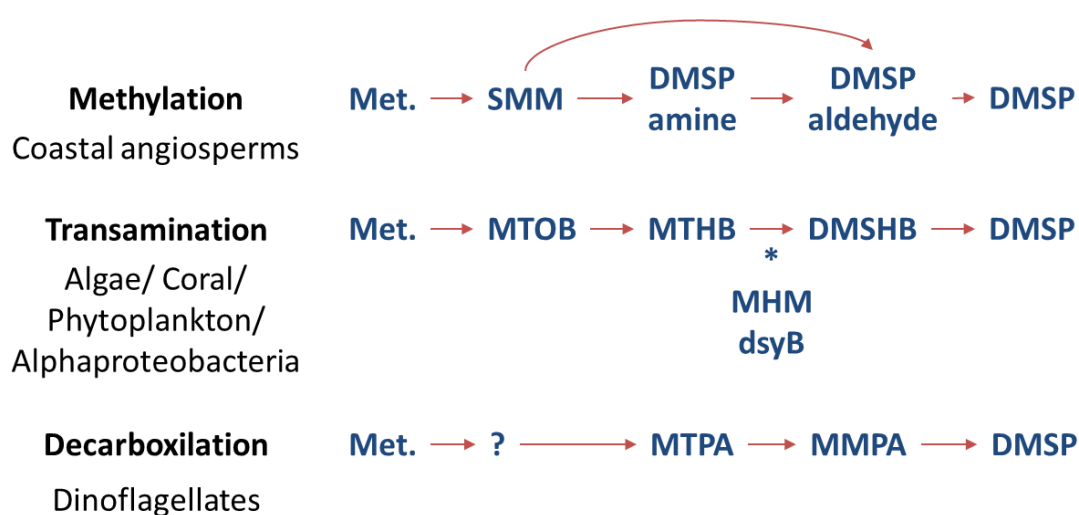 Methylation
Coastal angiosperms
Met. SMM DMSP amine DMSP aldehyde DMSP
Transamination
Algae/ Coral/
Phytoplankton/
Alphaproteobacteria
Met. MTOB MTHB DMSHB DMSP
*
MHM
dsyB
Decarboxilation
Dinoflagellates
Met. ? MTPA MMPA DMSP